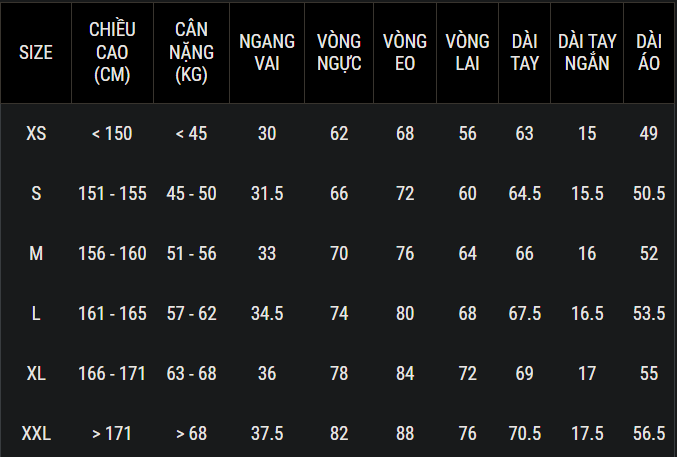 SIZE CHIỀU CAO (CM) CÂN NẶNG (KG) NGANG VAI VÒNG NGỰC VÒNG EO VÒNG LAI DÀI TAY DÀI TAY NGẮN DÀI ÁO
XS < 150 < 45 30 62 68 56 63 15 49
S 151 - 155 45 - 50 31.5 66 72 60 64.5 15.5 50.5
M 156 - 160 51 - 56 33 70 76 64 66 16 52
L 161 - 165 57 - 62 34.5 74 80 68 67.5 16.5 53.5
XL 166 - 171 63 - 68 36 78 84 72 69 17 55
XXL > 171 > 68 37.5 82 88 76 70.5 17.5 56.5